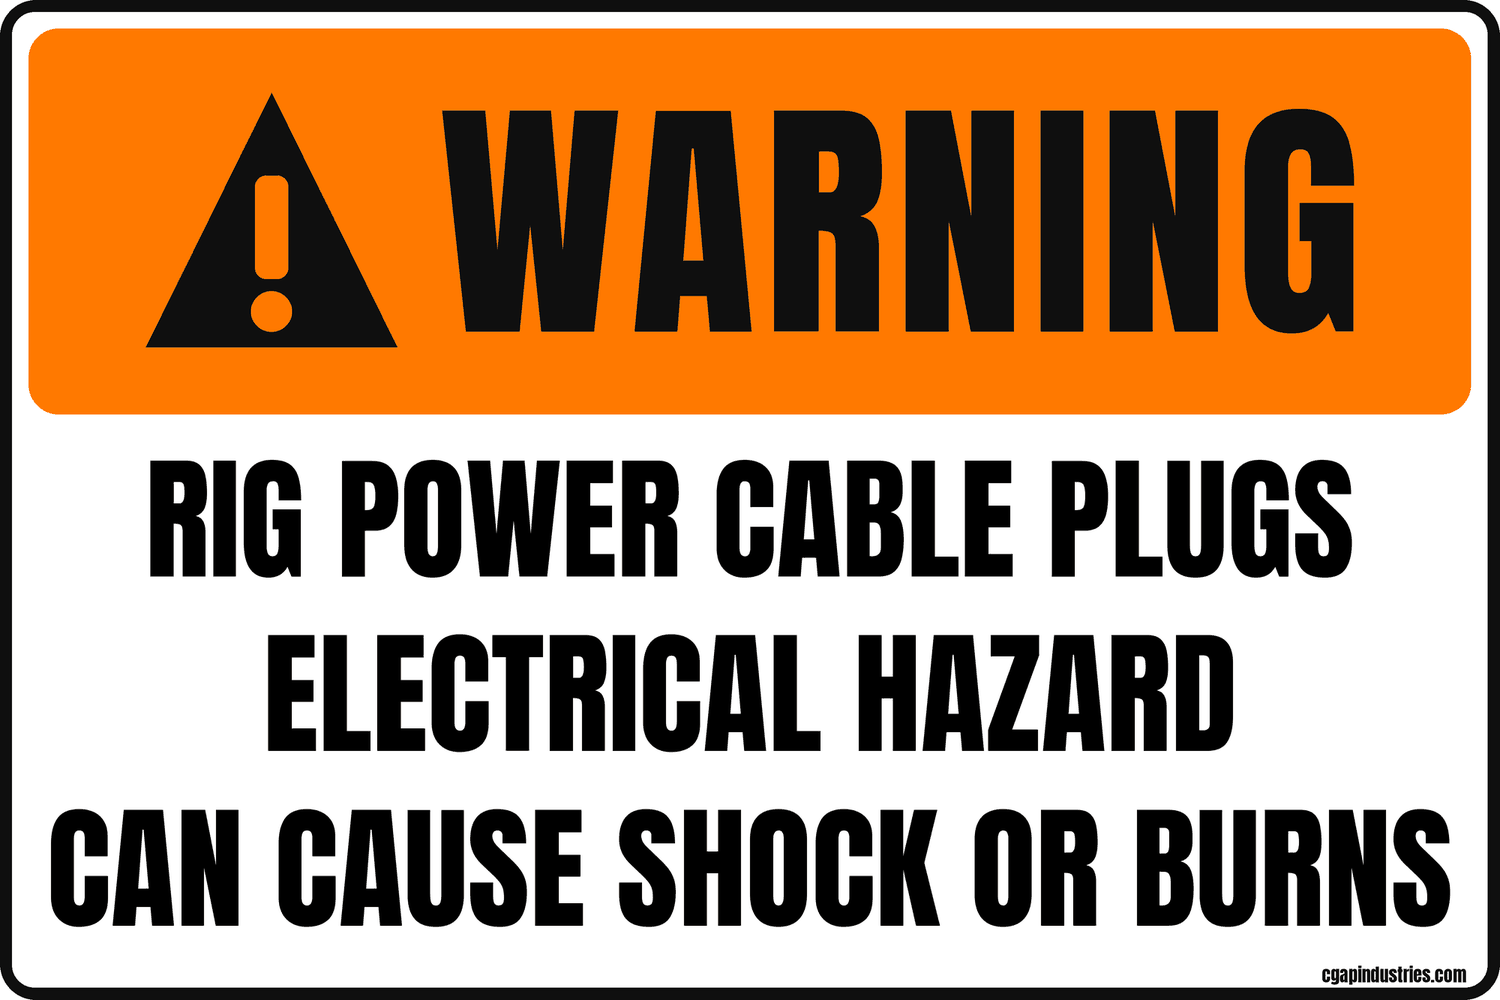 WARNING
RIG POWER CABLE PLUGS
ELECTRICAL HAZARD
CAN CAUSE SHOCK OR BURNS
cgapindustries.com